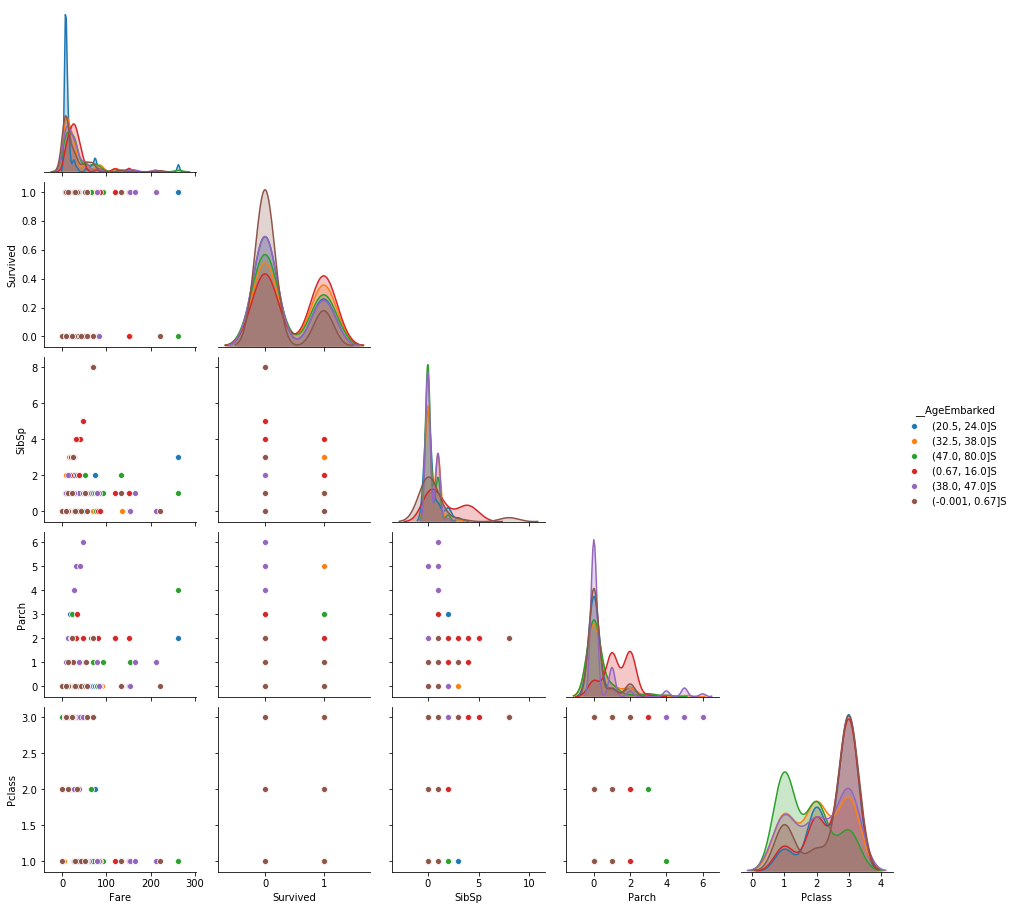 1.0
0.8
0.6
0.4
0.2
0.0
Survived
8
6
4
2
0
SibSp
__AgeEmbarked
(20.5, 24.0]S
(32.5, 38.0]S
(47.0, 80.0]S
(0.67, 16.0]S
(38.0, 47.0]S
(-0.001, 0.67]S
6
5
4
3
2
1
0
Parch
3.0
2.5
2.0
1.5
1.0
Pclass
0 100 200 300
0 1
0 5 10
0 2 4 6
0 1 2 3 4
Fare Survived SibSp Parch Pclass